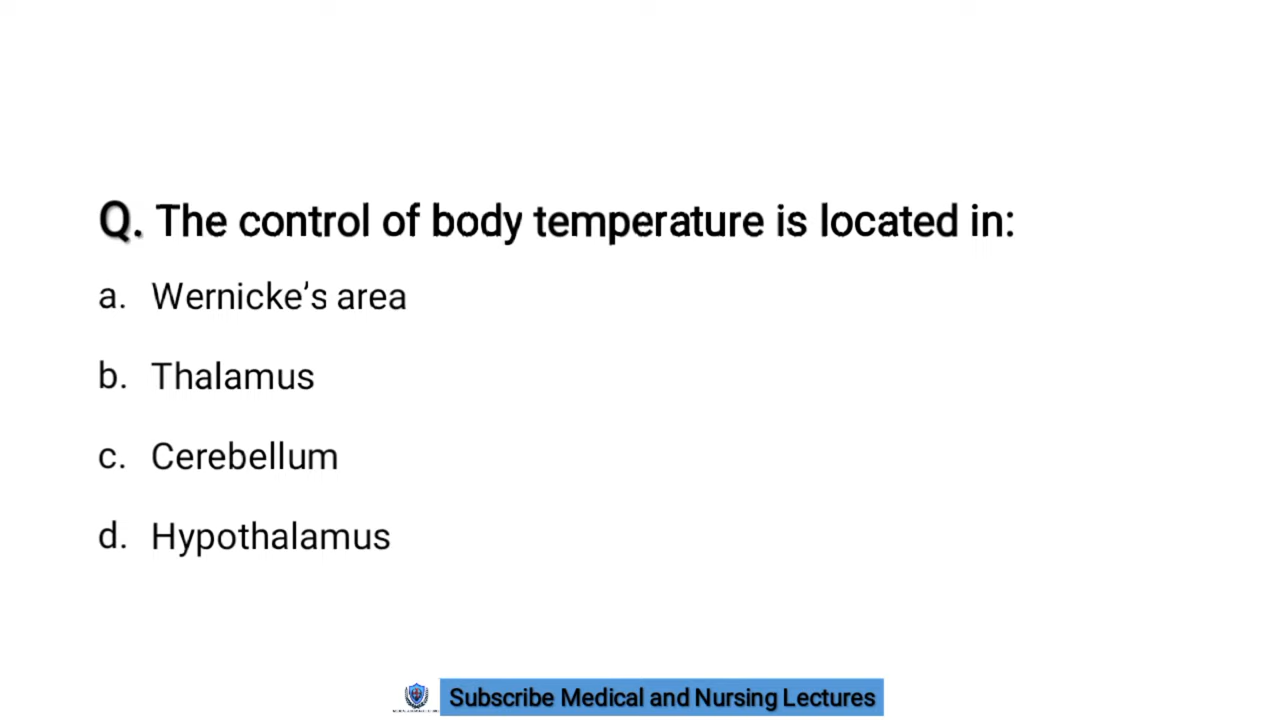 Q. The control of body temperature is located in:
a. Wernicke’s area
b. Thalamus
c. Cerebellum
d. Hypothalamus
Subscribe Medical and Nursing Lectures